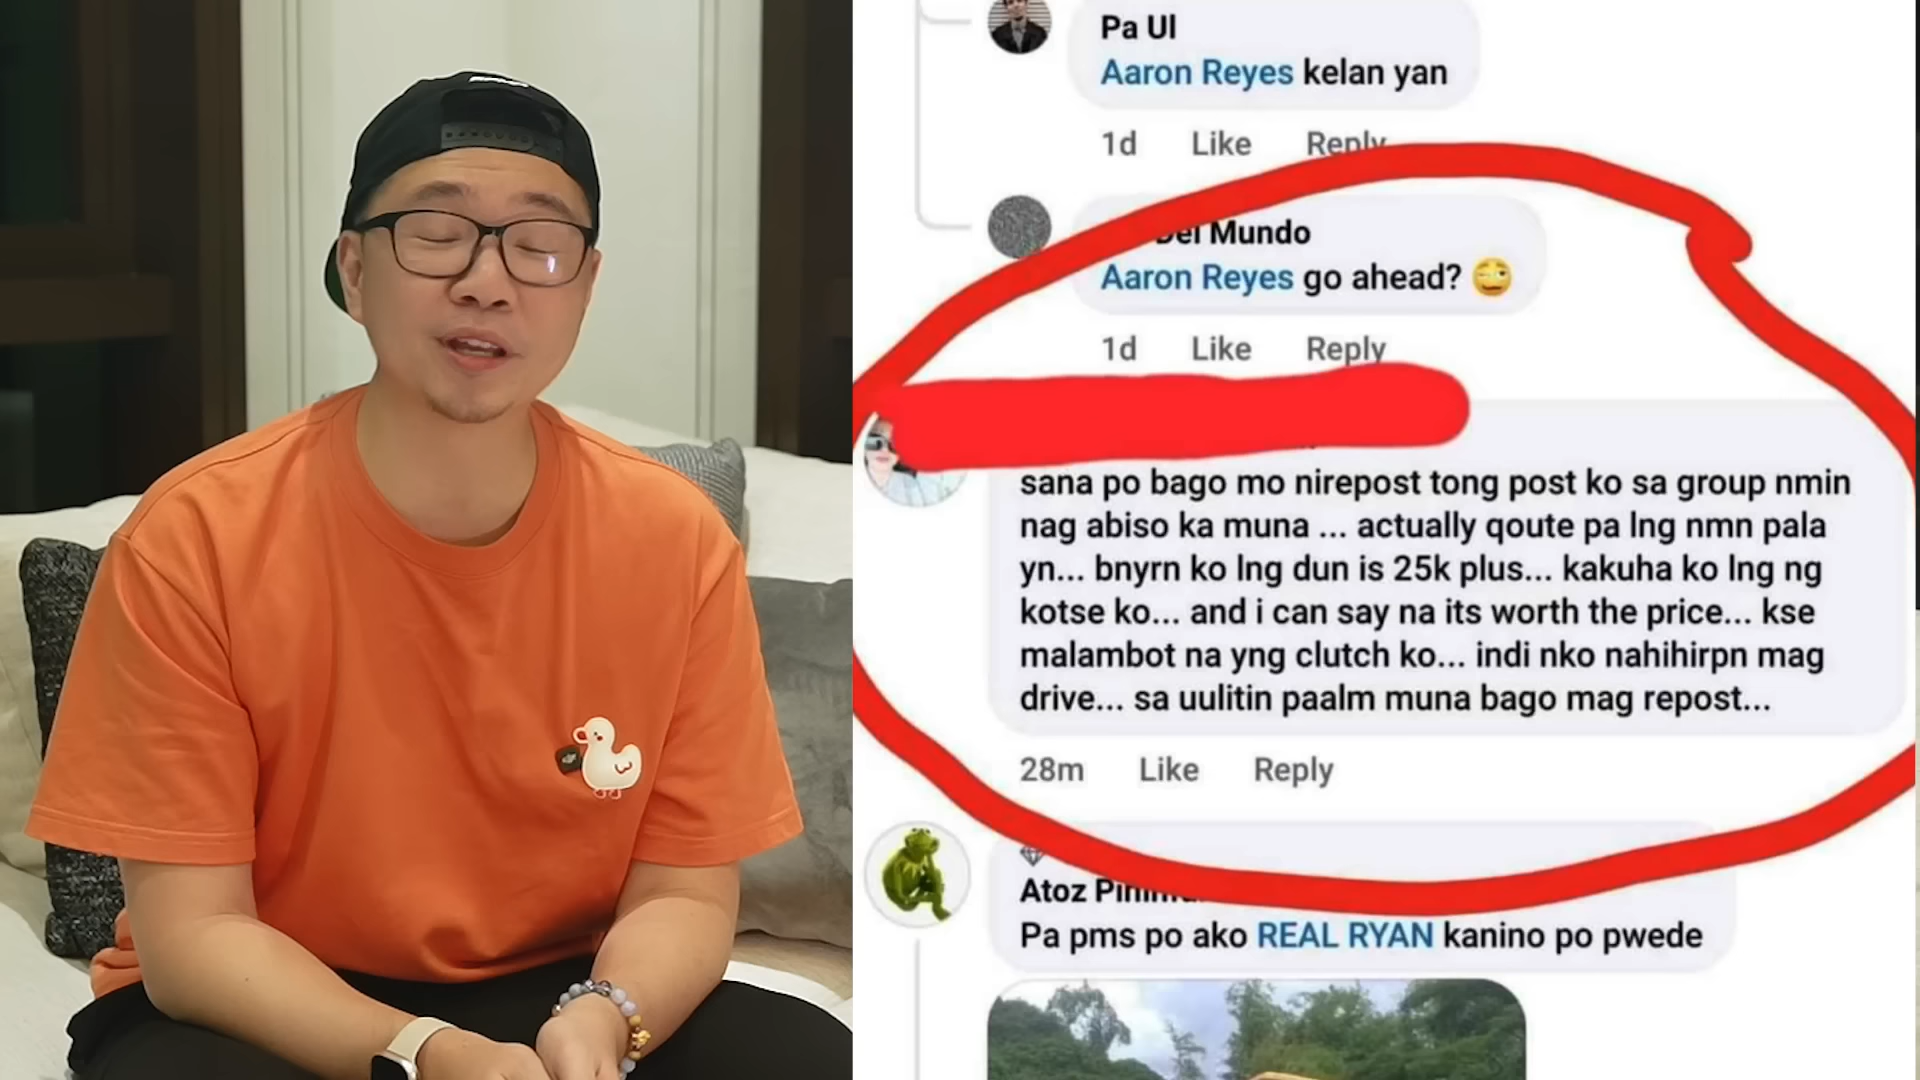 Pa Ul
Aaron Reyes kelan yan
1d Like Reply
Del Mundo
Aaron Reyes go ahead?
1d Like Reply
sana po bago mo nirepost tong post ko sa group nmin
nag abiso ka muna ... actually qoute pa lng nmn pala
yn... bnyrn ko lng dun is 25k plus... kakuha ko lng ng
kotse ko... and i can say na its worth the price... kse
malambot na yng clutch ko... indi nko nahihirpn mag
drive... sa uulitin paalm muna bago mag repost...
28m Like Reply
Atoz
Pa pms po ako REAL RYAN kanino po pwede